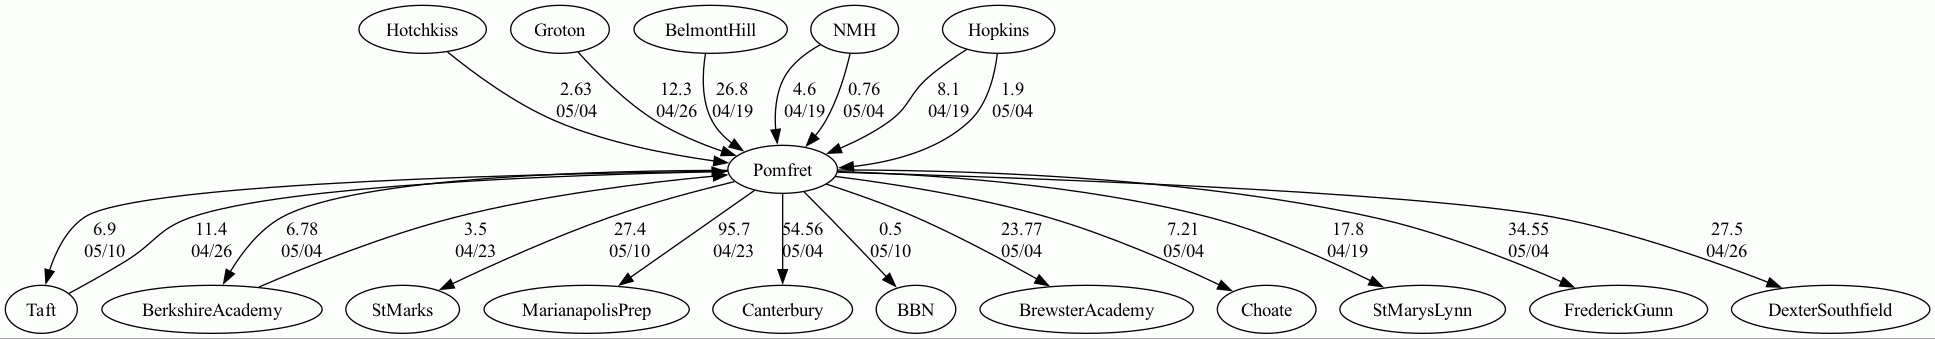 Hotchkiss
Groton
BelmontHill
NMH
Hopkins
2.63
05/04
12.3
04/26
26.8
04/19
4.6
04/19
0.76
05/04
8.1
04/19
1.9
05/04
Pomfret
6.9
05/10
11.4
04/26
6.78
05/04
3.5
04/23
27.4
05/10
95.7
04/23
54.56
05/04
0.5
05/10
23.77
05/04
7.21
05/04
17.8
04/19
34.55
05/04
27.5
04/26
Taft
BerkshireAcademy
StMarks
MarianapolisPrep
Canterbury
BBN
BrewsterAcademy
Choate
StMarysLynn
FrederickGunn
DexterSouthfield